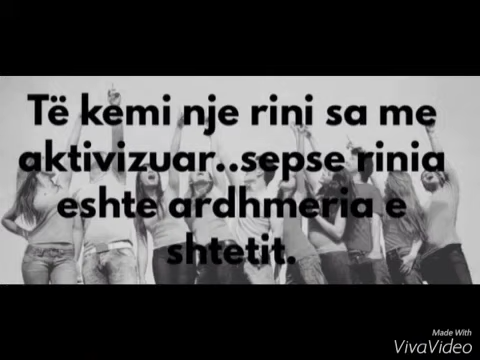 Të kemi nje rini sa me
aktivizuar..sepse rinia
eshte ardhmeria e
shtetit.
Made With
VivaVideo